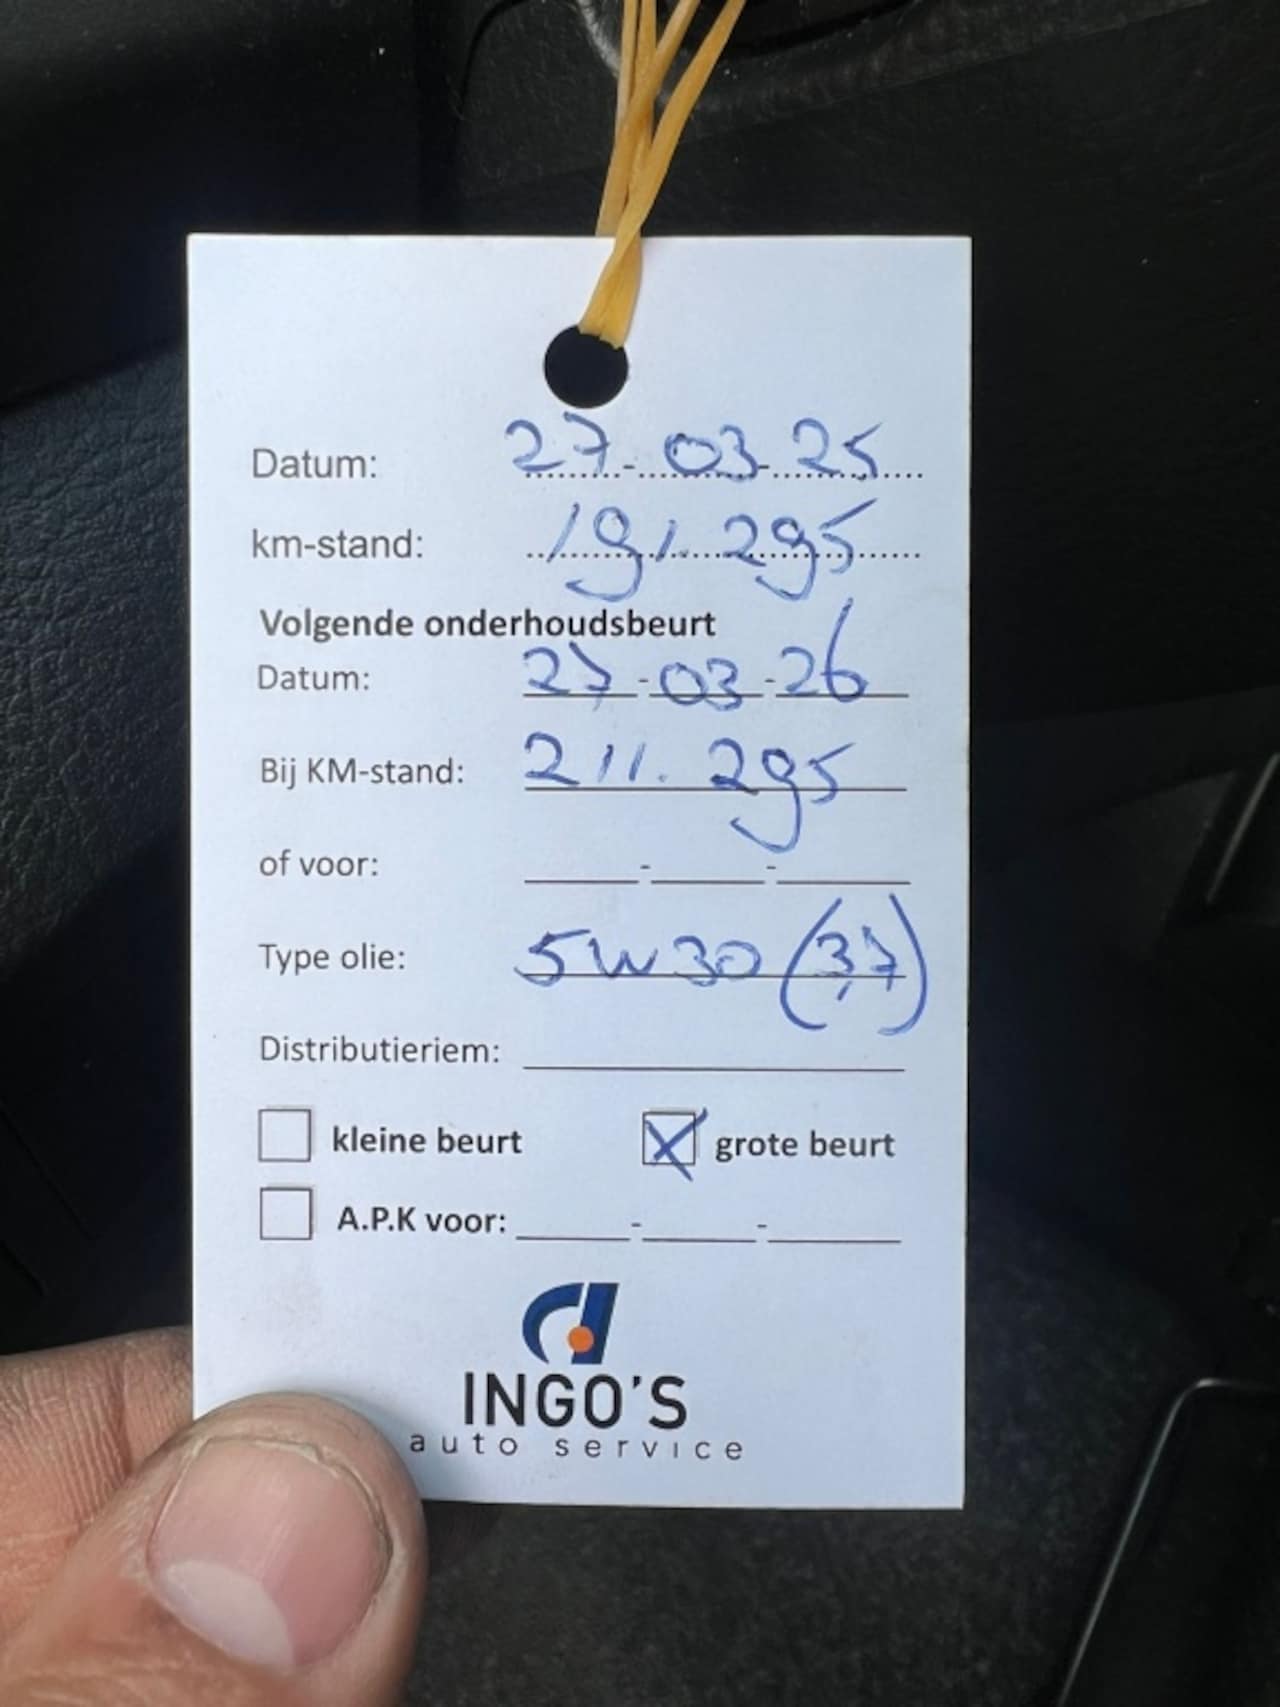 Datum: 27-03-25
km-stand: 191.295
Volgende onderhoudsbeurt
Datum: 27-03-26
Bij KM-stand: 211.295
of voor: - -
Type olie: 5W30 (3,7)
Distributieriem:
kleine beurt X grote beurt
A.P.K voor: - -
INGO'S
auto service